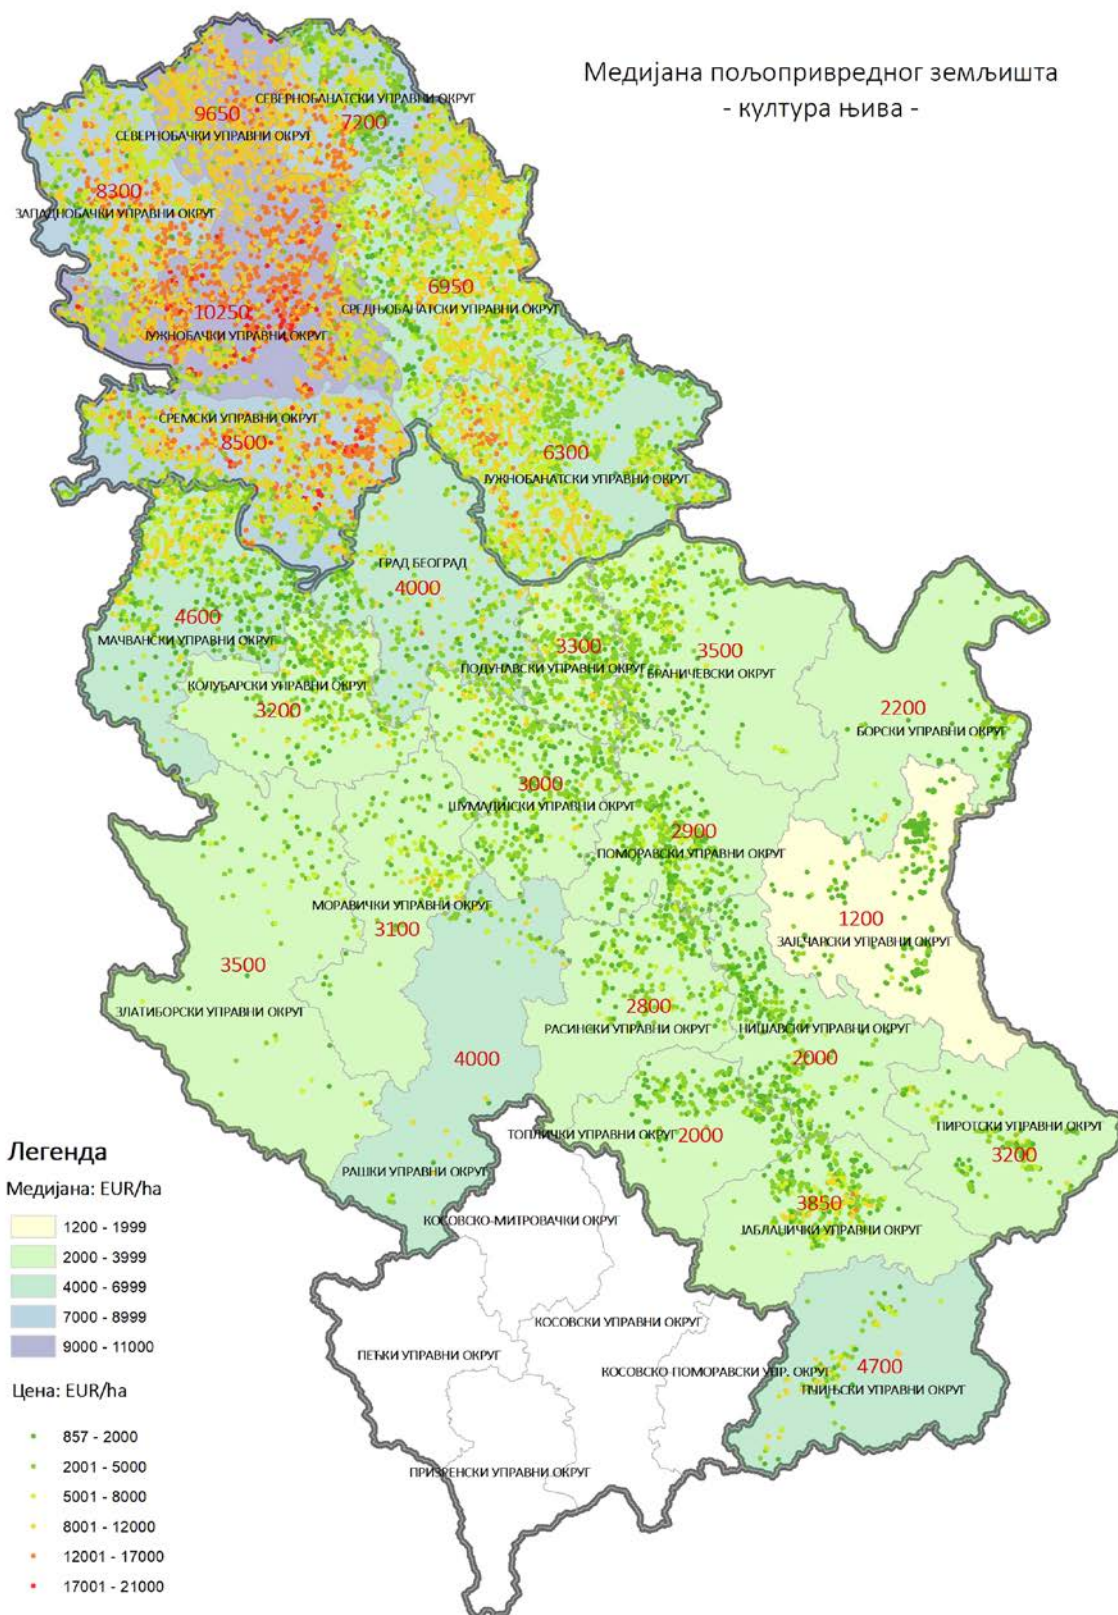 Медијана пољопривредног земљишта
- култура њива -
СЕВЕРНОБАНАТСКИ УПРАВНИ ОКРУГ
9650
7200
СЕВЕРНОБАЧКИ УПРАВНИ ОКРУГ
8300
ЗАПАДНОБАЧКИ УПРАВНИ ОКРУГ
6950
СРЕДЊОБАНАТСКИ УПРАВНИ ОКРУГ
10250
ЈУЖНОБАЧКИ УПРАВНИ ОКРУГ
СРЕМСКИ УПРАВНИ ОКРУГ
8500
6300
ЈУЖНОБАНАТСКИ УПРАВНИ ОКРУГ
ГРАД БЕОГРАД
4000
4600
МАЧВАНСКИ УПРАВНИ ОКРУГ
3300
ПОДУНАВСКИ УПРАВНИ ОКРУГ
3500
БРАНИЧЕВСКИ ОКРУГ
КОЛУБАРСКИ УПРАВНИ ОКРУГ
3200
2200
БОРСКИ УПРАВНИ ОКРУГ
3000
ШУМАДИЈСКИ УПРАВНИ ОКРУГ
2900
ПОМОРАВСКИ УПРАВНИ ОКРУГ
МОРАВИЧКИ УПРАВНИ ОКРУГ
3100
1200
ЗАЈЕЧАРСКИ УПРАВНИ ОКРУГ
3500
ЗЛАТИБОРСКИ УПРАВНИ ОКРУГ
2800
РАСИНСКИ УПРАВНИ ОКРУГ
НИШАВСКИ УПРАВНИ ОКРУГ
2000
4000
РАШКИ УПРАВНИ ОКРУГ
ТОПЛИЧКИ УПРАВНИ ОКРУГ
2000
ПИРОТСКИ УПРАВНИ ОКРУГ
3200
3850
ЈАБЛАНИЧКИ УПРАВНИ ОКРУГ
КОСОВСКО-МИТРОВАЧКИ ОКРУГ
КОСОВСКИ УПРАВНИ ОКРУГ
ПЕЋКИ УПРАВНИ ОКРУГ
КОСОВСКО-ПОМОРАВСКИ УПР. ОКРУГ
4700
ПЧИЊСКИ УПРАВНИ ОКРУГ
ПРИЗРЕНСКИ УПРАВНИ ОКРУГ
Легенда
Медијана: EUR/ha
1200 - 1999
2000 - 3999
4000 - 6999
7000 - 8999
9000 - 11000
Цена: EUR/ha
857 - 2000
2001 - 5000
5001 - 8000
8001 - 12000
12001 - 17000
17001 - 21000